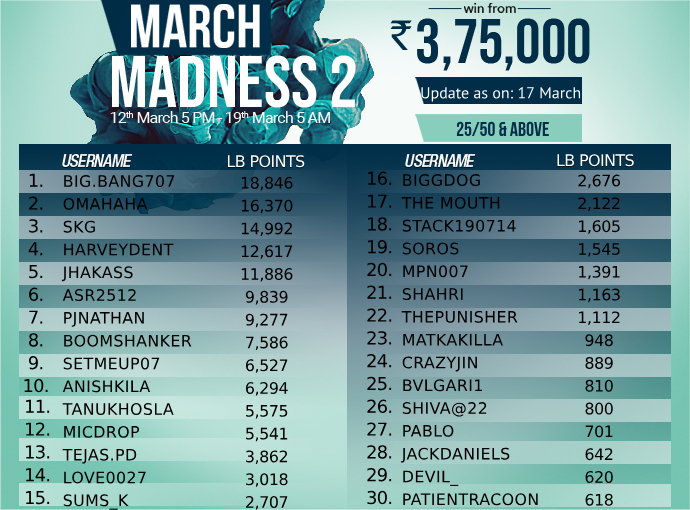 MARCH
MADNESS 2
12th March 5 PM - 19th March 5 AM
win from
₹3,75,000
Update as on: 17 March
25/50 & ABOVE
USERNAME LB POINTS
1. BIG.BANG707 18,846
2. OMAHAHA 16,370
3. SKG 14,992
4. HARVEYDENT 12,617
5. JHAKASS 11,886
6. ASR2512 9,839
7. PJNATHAN 9,277
8. BOOMSHANKER 7,586
9. SETMEUP07 6,527
10. ANISHKILA 6,294
11. TANUKHOSLA 5,575
12. MICDROP 5,541
13. TEJAS.PD 3,862
14. LOVE0027 3,018
15. SUMS_K 2,707
USERNAME LB POINTS
16. BIGGDOG 2,676
17. THE MOUTH 2,122
18. STACK190714 1,605
19. SOROS 1,545
20. MPN007 1,391
21. SHAHRI 1,163
22. THEPUNISHER 1,112
23. MATKAKILLA 948
24. CRAZYJIN 889
25. BVLGARI1 810
26. SHIVA@22 800
27. PABLO 701
28. JACKDANIELS 642
29. DEVIL_ 620
30. PATIENTRACOON 618